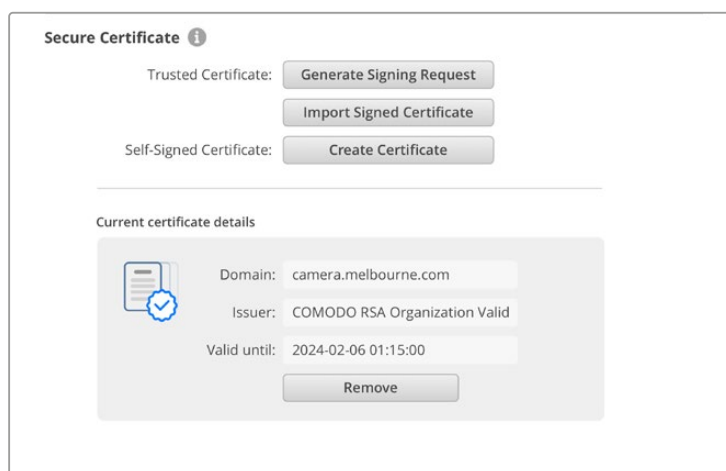 Secure Certificate
Trusted Certificate: Generate Signing Request
Import Signed Certificate
Self-Signed Certificate: Create Certificate
Current certificate details
Domain: camera.melbourne.com
Issuer: COMODO RSA Organization Valid
Valid until: 2024-02-06 01:15:00
Remove